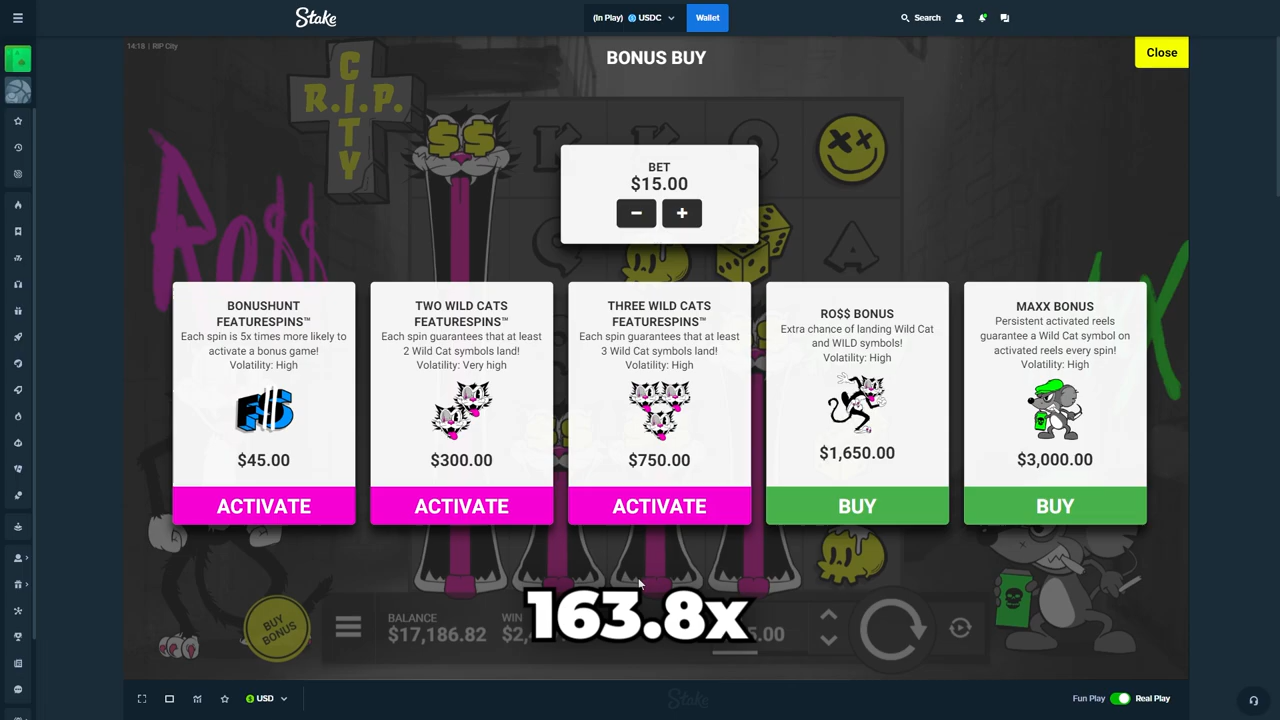 Stake
(In Play) USDC
Wallet
Search
14:18 | RIP City
BONUS BUY
Close
CITY
R.I.P.
Ro$$
K
K
Q
BET
$15.00
A
BONUSHUNT
FEATURESPINS™
Each spin is 5x times more likely to
activate a bonus game!
Volatility: High
$45.00
ACTIVATE
TWO WILD CATS
FEATURESPINS™
Each spin guarantees that at least
2 Wild Cat symbols land!
Volatility: Very high
$300.00
ACTIVATE
THREE WILD CATS
FEATURESPINS™
Each spin guarantees that at least
3 Wild Cat symbols land!
Volatility: High
$750.00
ACTIVATE
RO$$ BONUS
Extra chance of landing Wild Cat
and WILD symbols!
Volatility: High
$1,650.00
BUY
MAXX BONUS
Persistent activated reels
guarantee a Wild Cat symbol on
activated reels every spin!
Volatility: High
$3,000.00
BUY
BUY
BONUS
BALANCE
$17,186.82
WIN
163.8x
USD
Stake
Fun Play
Real Play